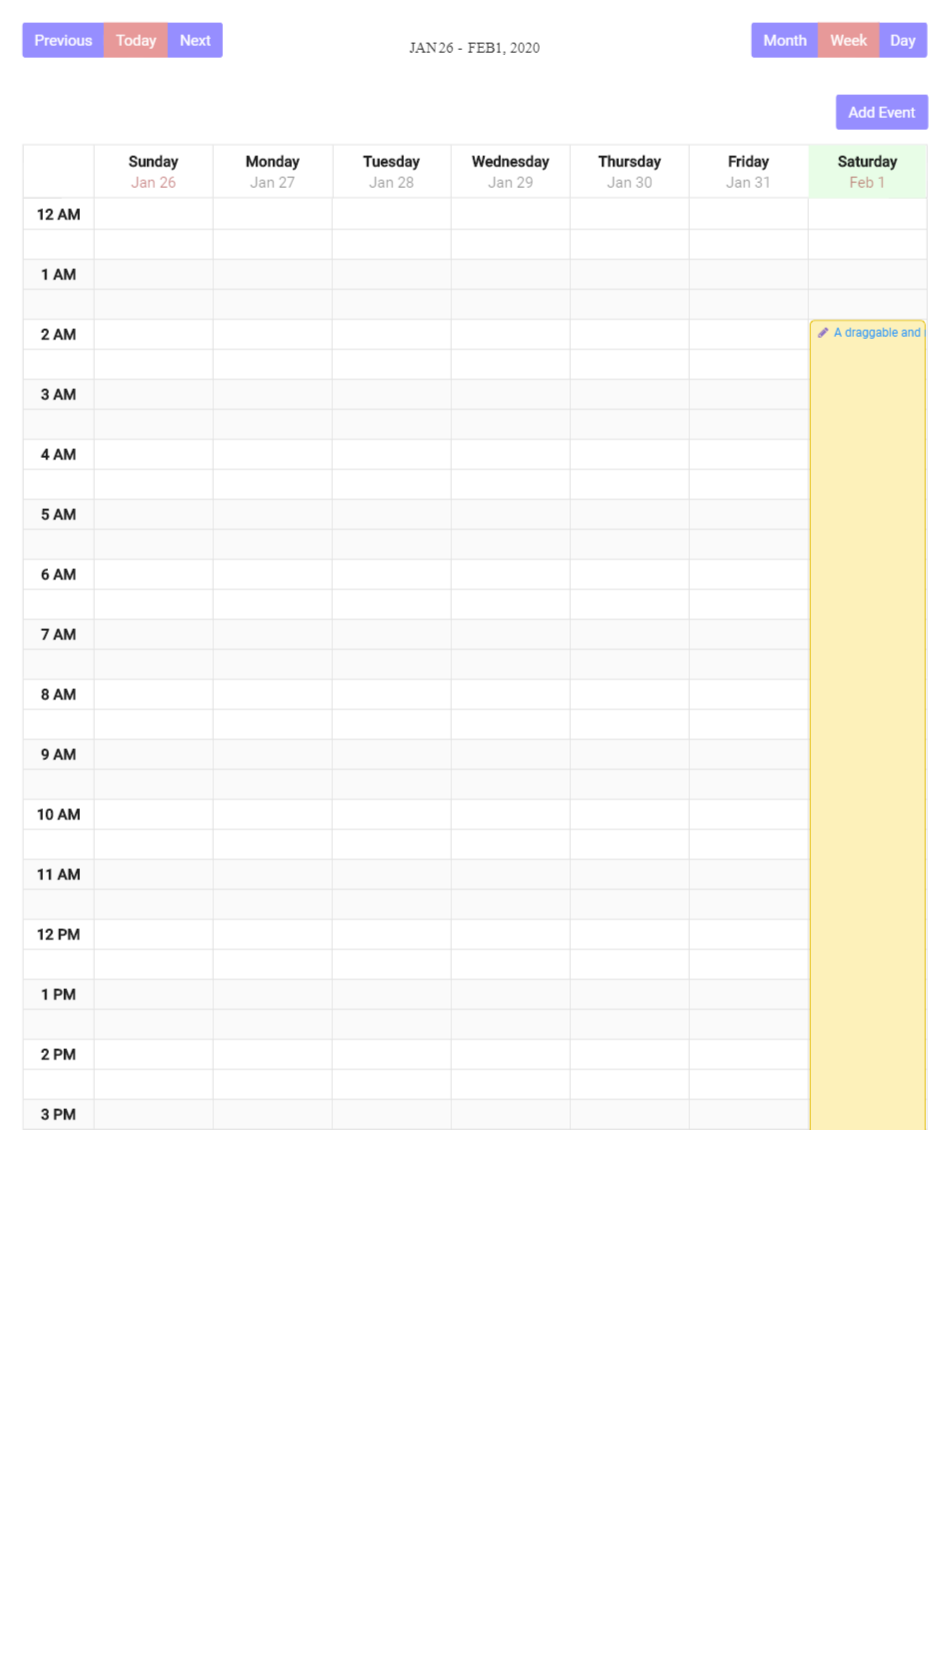 Previous Today Next
JAN 26 - FEB 1, 2020
Month Week Day
Add Event
Sunday Monday Tuesday Wednesday Thursday Friday Saturday
Jan 26 Jan 27 Jan 28 Jan 29 Jan 30 Jan 31 Feb 1
12 AM
1 AM
2 AM
A draggable and
3 AM
4 AM
5 AM
6 AM
7 AM
8 AM
9 AM
10 AM
11 AM
12 PM
1 PM
2 PM
3 PM